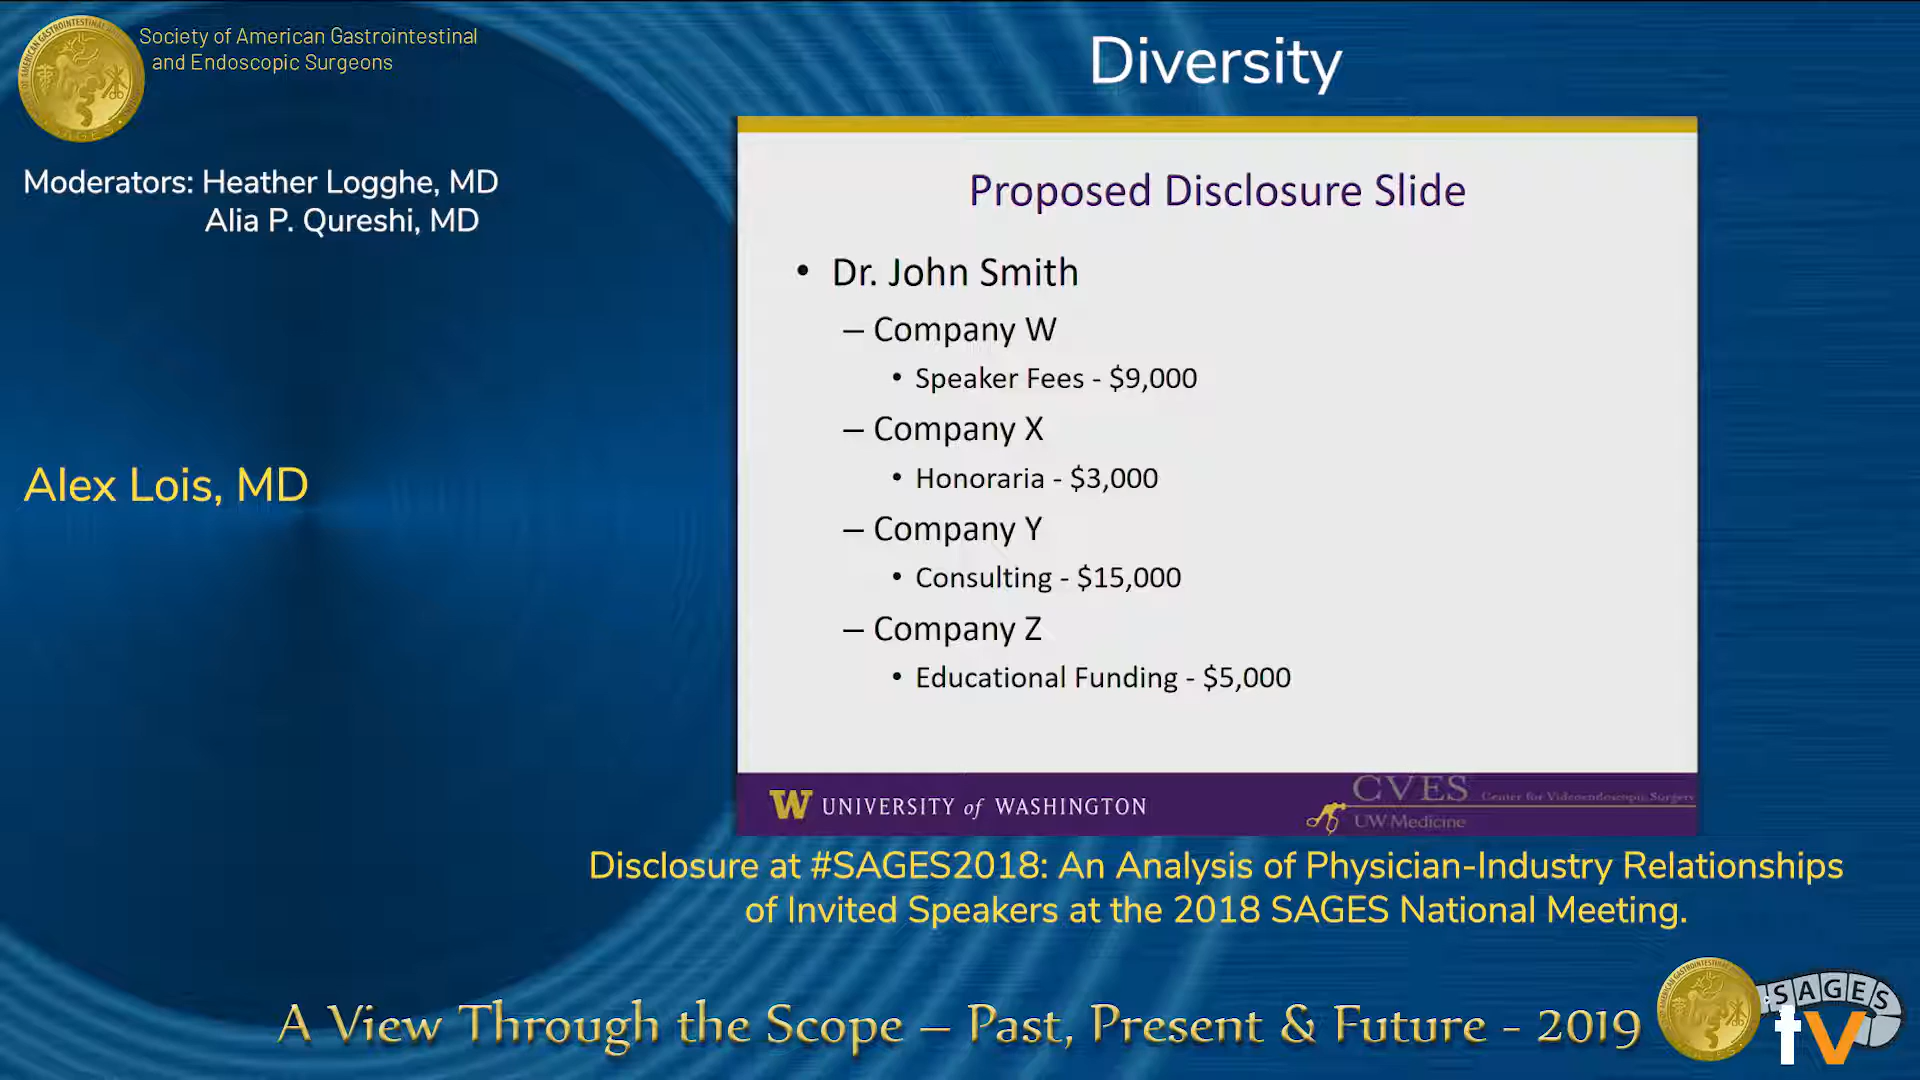 Society of American Gastrointestinal
and Endoscopic Surgeons
Diversity
Moderators: Heather Logghe, MD
Alia P. Qureshi, MD
Alex Lois, MD
Proposed Disclosure Slide
• Dr. John Smith
– Company W
• Speaker Fees - $9,000
– Company X
• Honoraria - $3,000
– Company Y
• Consulting - $15,000
– Company Z
• Educational Funding - $5,000
W UNIVERSITY of WASHINGTON
CVES Center for Videoendoscopic Surgery
UW Medicine
Disclosure at #SAGES2018: An Analysis of Physician-Industry Relationships
of Invited Speakers at the 2018 SAGES National Meeting.
A View Through the Scope – Past, Present & Future - 2019
SAGES
tv